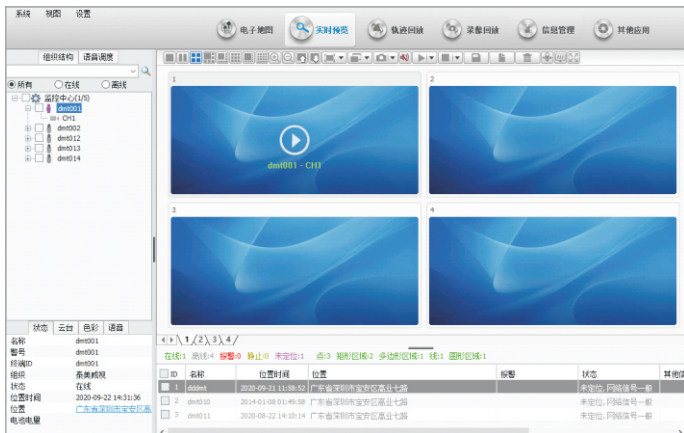 系统 视图 设置
电子地图 实时预览 轨迹回放 录像回放 信息管理 其他应用
组织结构 语音调度
所有 在线 离线
监控中心(1/5)
dmt001
CH1
dmt002
dmt012
dmt013
dmt014
1
dmt001 - CH1
2
3
4
状态 云台 色彩 语音
名称 dmt001
警号 dmt001
终端ID dmt001
组织 泰美威视
状态 在线
位置时间 2020-09-22 14:31:36
位置 广东省深圳市宝安区高
电池电量
1 2 3 4
在线:1 离线:4 报警:0 静止:0 未定位:1 点:3 矩形区域:2 多边形区域:1 线:1 圆形区域:1
ID 名称 位置时间 位置 报警 状态 其他信
1 dddmt 2020-09-21 11:58:52 广东省深圳市宝安区高业七路 未定位, 网络信号一般
2 dmt010 2014-01-08 01:49:58 广东省深圳市宝安区高业七路
3 dmt011 2020-08-22 14:10:14 广东省深圳市宝安区高业七路 未定位, 网络信号一般